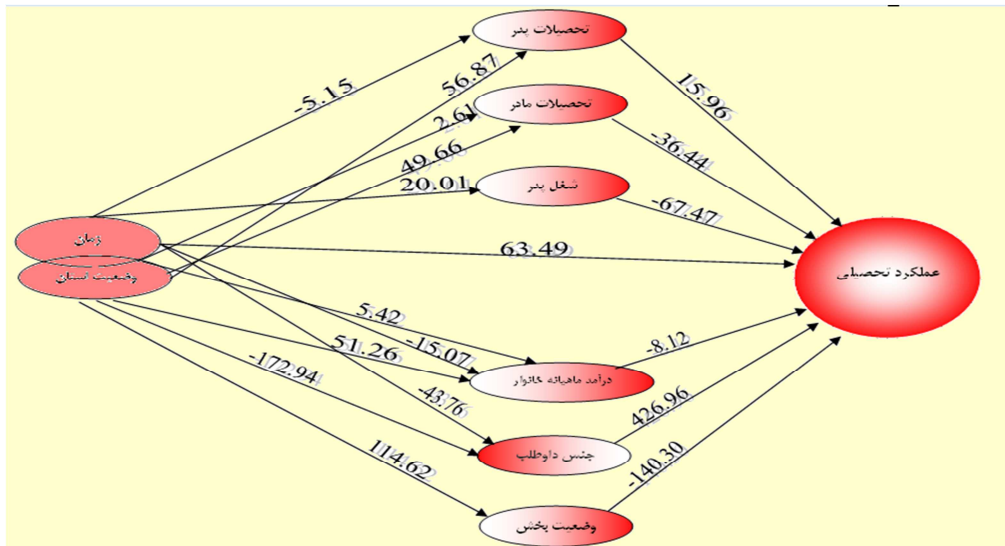 تحصیلات پدر
-5.15
56.87
15.96
تحصیلات مادر
2.61
49.66
-36.44
شغل پدر
20.01
-67.47
زمان
63.49
عملکرد تحصیلی
وضعیت استان
5.42
-15.07
-51.26
-8.12
درآمد ماهیانه خانوار
-172.94
-43.76
426.96
جنس داوطلب
114.62
-140.30
وضعیت بخش